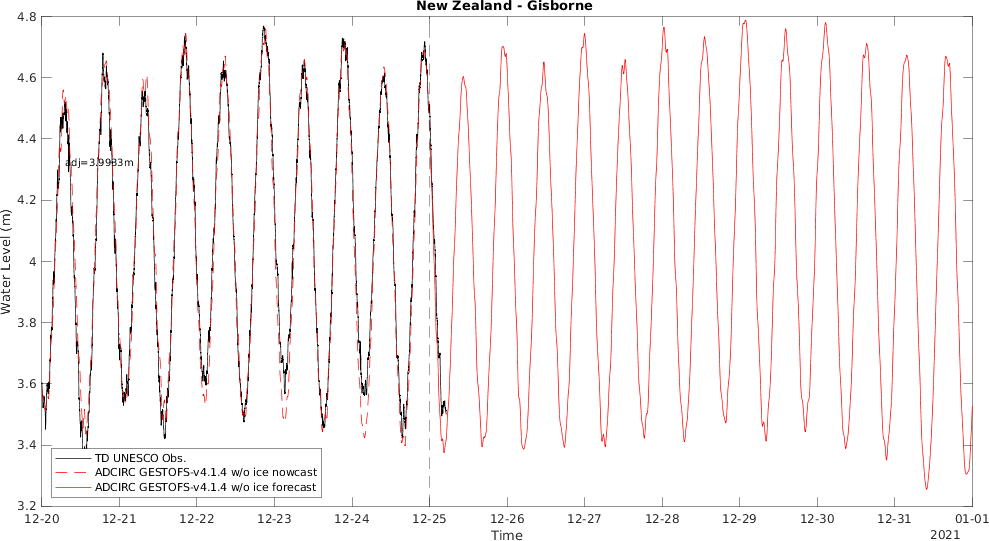 New Zealand - Gisborne
4.8
4.6
4.4
4.2
4
3.8
3.6
3.4
3.2
Water Level (m)
adj=3.9933m
TD UNESCO Obs.
ADCIRC GESTOFS-v4.1.4 w/o ice nowcast
ADCIRC GESTOFS-v4.1.4 w/o ice forecast
12-20 12-21 12-22 12-23 12-24 12-25 12-26 12-27 12-28 12-29 12-30 12-31 01-01
Time
2021